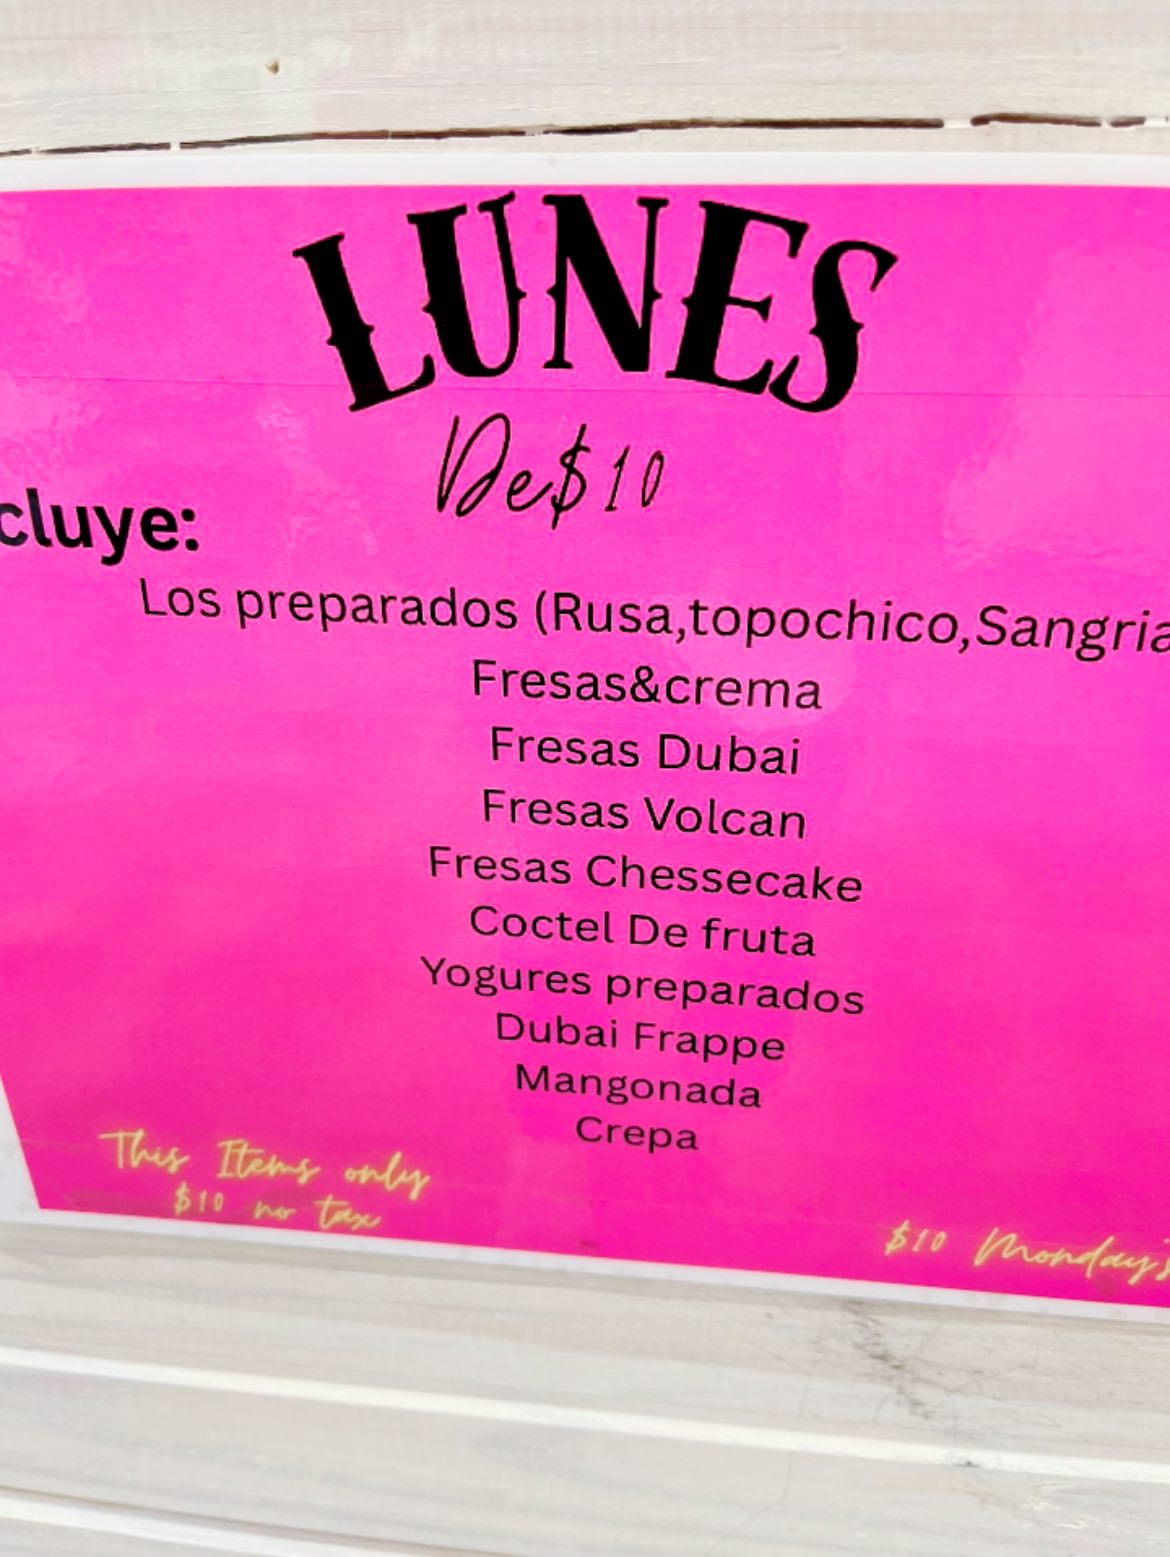 LUNES
De $10
cluye:
Los preparados (Rusa,topochico,Sangria
Fresas&crema
Fresas Dubai
Fresas Volcan
Fresas Chessecake
Coctel De fruta
Yogures preparados
Dubai Frappe
Mangonada
Crepa
This Items only
$10 no tax
$10 Monday's